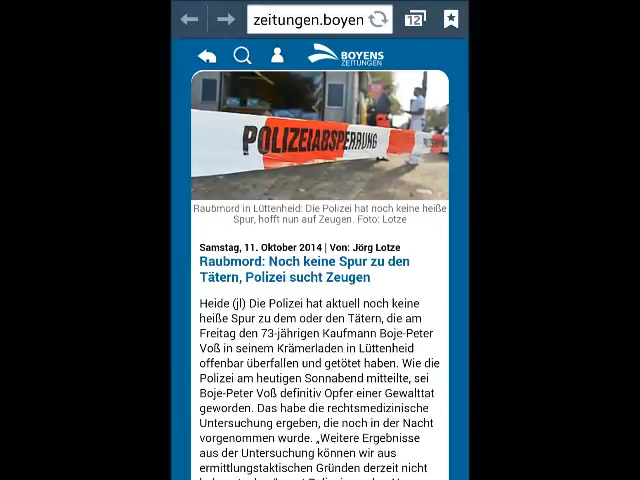 zeitungen.boyen
12
BOYENS
ZEITUNGEN
POLIZEIABSPERRUNG
Raubmord in Lüttenheid: Die Polizei hat noch keine heiße
Spur, hofft nun auf Zeugen. Foto: Lotze
Samstag, 11. Oktober 2014 | Von: Jörg Lotze
Raubmord: Noch keine Spur zu den
Tätern, Polizei sucht Zeugen
Heide (jl) Die Polizei hat aktuell noch keine
heiße Spur zu dem oder den Tätern, die am
Freitag den 73-jährigen Kaufmann Boje-Peter
Voß in seinem Krämerladen in Lüttenheid
offenbar überfallen und getötet haben. Wie die
Polizei am heutigen Sonnabend mitteilte, sei
Boje-Peter Voß definitiv Opfer einer Gewalttat
geworden. Das habe die rechtsmedizinische
Untersuchung ergeben, die noch in der Nacht
vorgenommen wurde. „Weitere Ergebnisse
aus der Untersuchung können wir aus
ermittlungstaktischen Gründen derzeit nicht